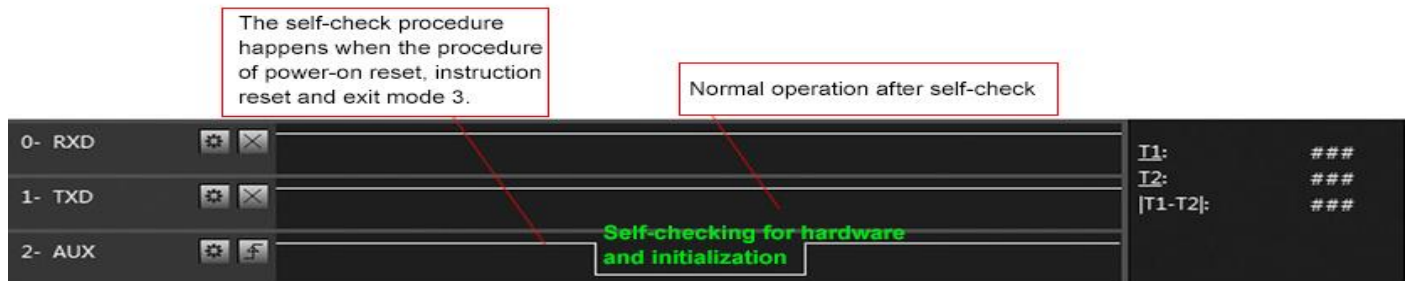 The self-check procedure
happens when the procedure
of power-on reset, instruction
reset and exit mode 3.
Normal operation after self-check
0- RXD
T1: ###
T2: ###
1- TXD
|T1-T2|: ###
Self-checking for hardware
and initialization
2- AUX